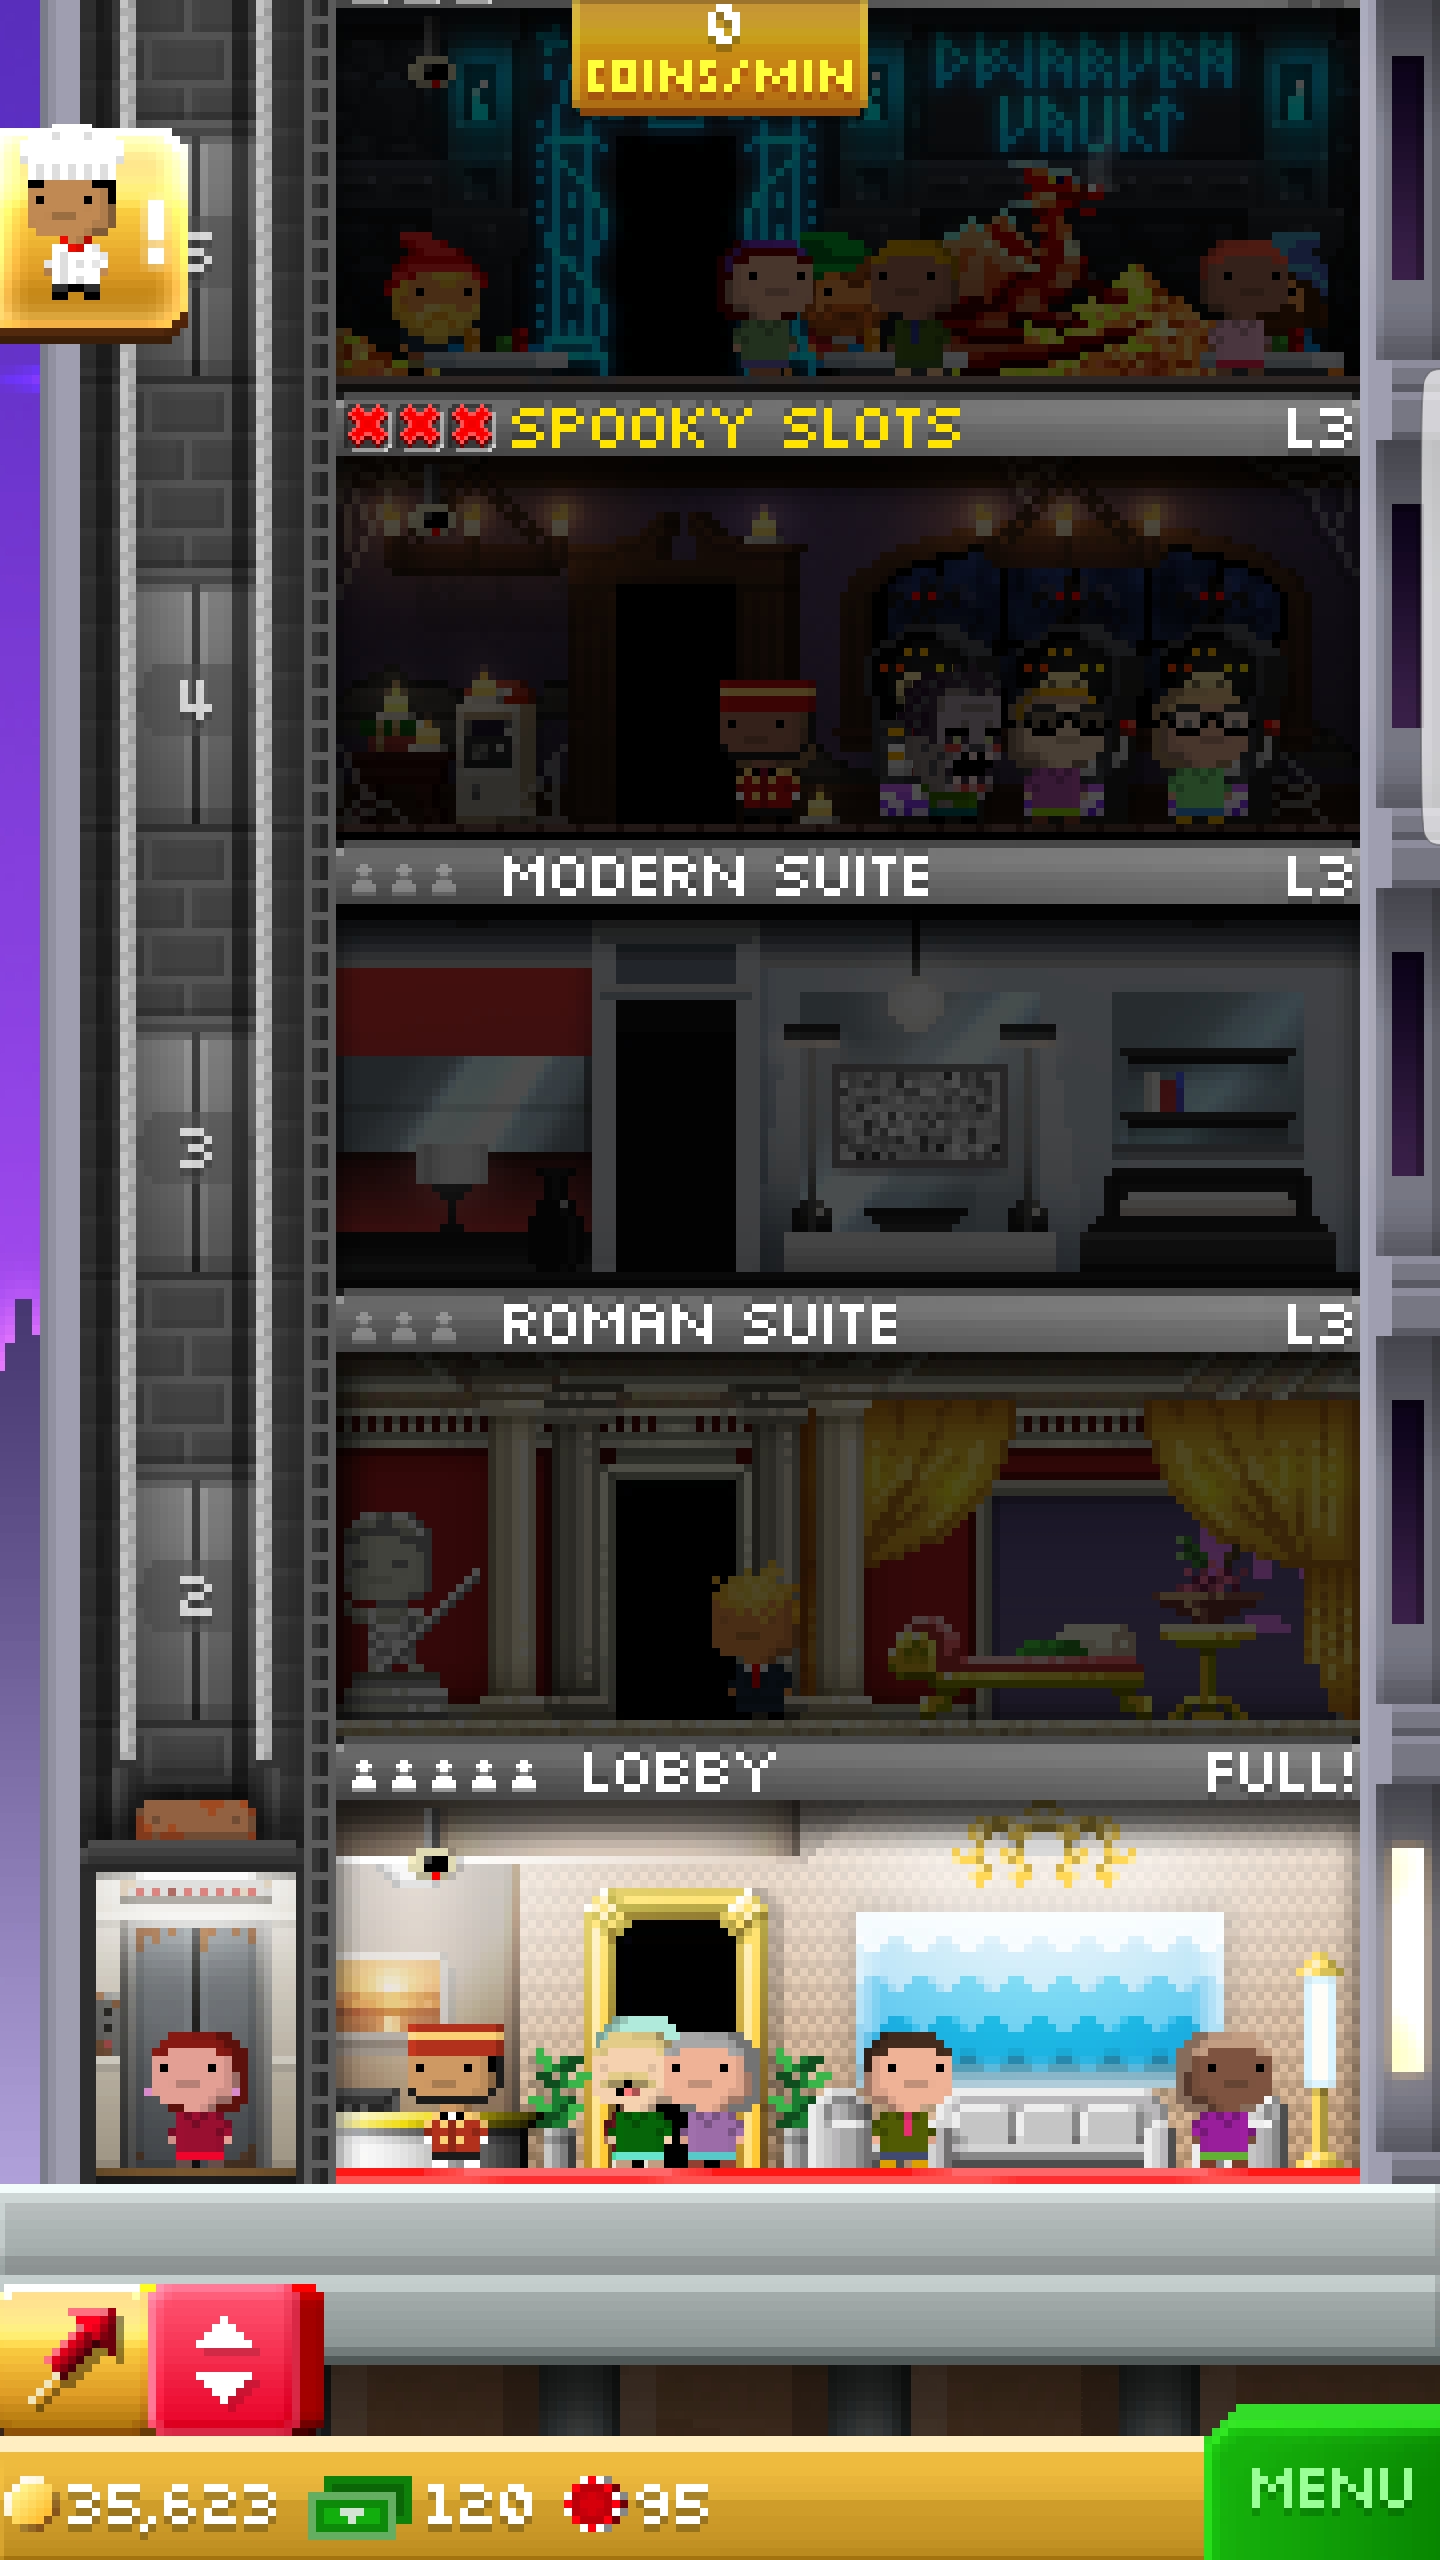 0
COINS/MIN
DWARVEN
VAULT
5
SPOOKY SLOTS L3
4
MODERN SUITE L3
3
ROMAN SUITE L3
2
LOBBY FULL!
35,623 120 95
MENU